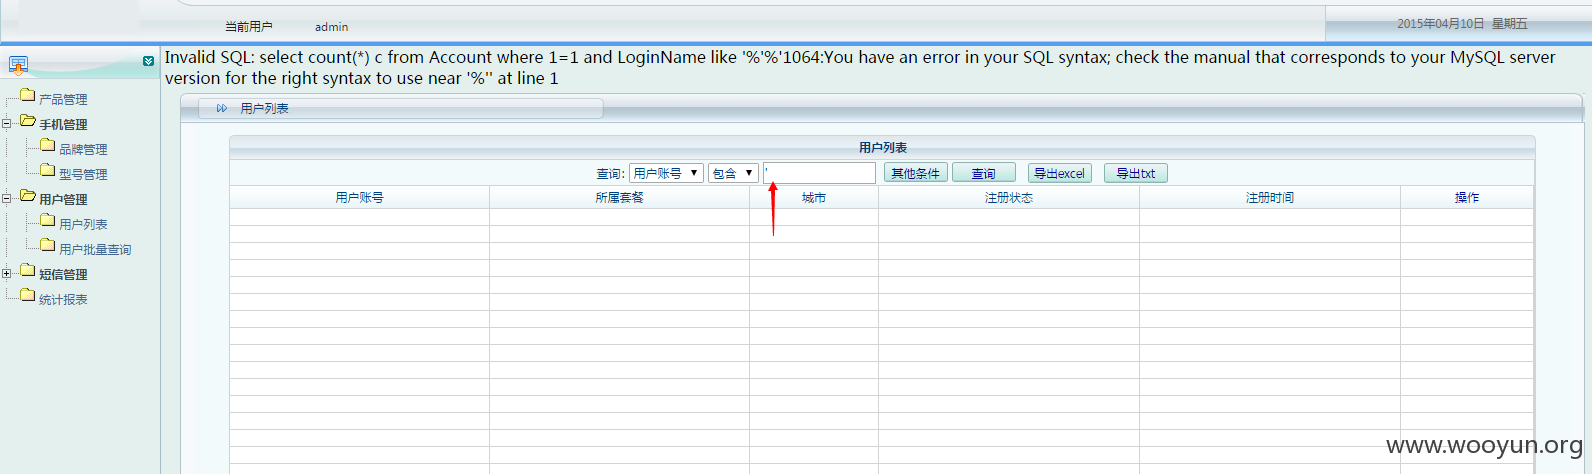 当前用户 admin 2015年04月10日 星期五
Invalid SQL: select count(*) c from Account where 1=1 and LoginName like '%'%'1064:You have an error in your SQL syntax; check the manual that corresponds to your MySQL server
version for the right syntax to use near '%'' at line 1
产品管理
手机管理
品牌管理
型号管理
用户管理
用户列表
用户批量查询
短信管理
统计报表
用户列表
用户列表
查询: 用户账号 包含 ' 其他条件 查询 导出excel 导出txt
用户账号 所属套餐 城市 注册状态 注册时间 操作
www.wooyun.org